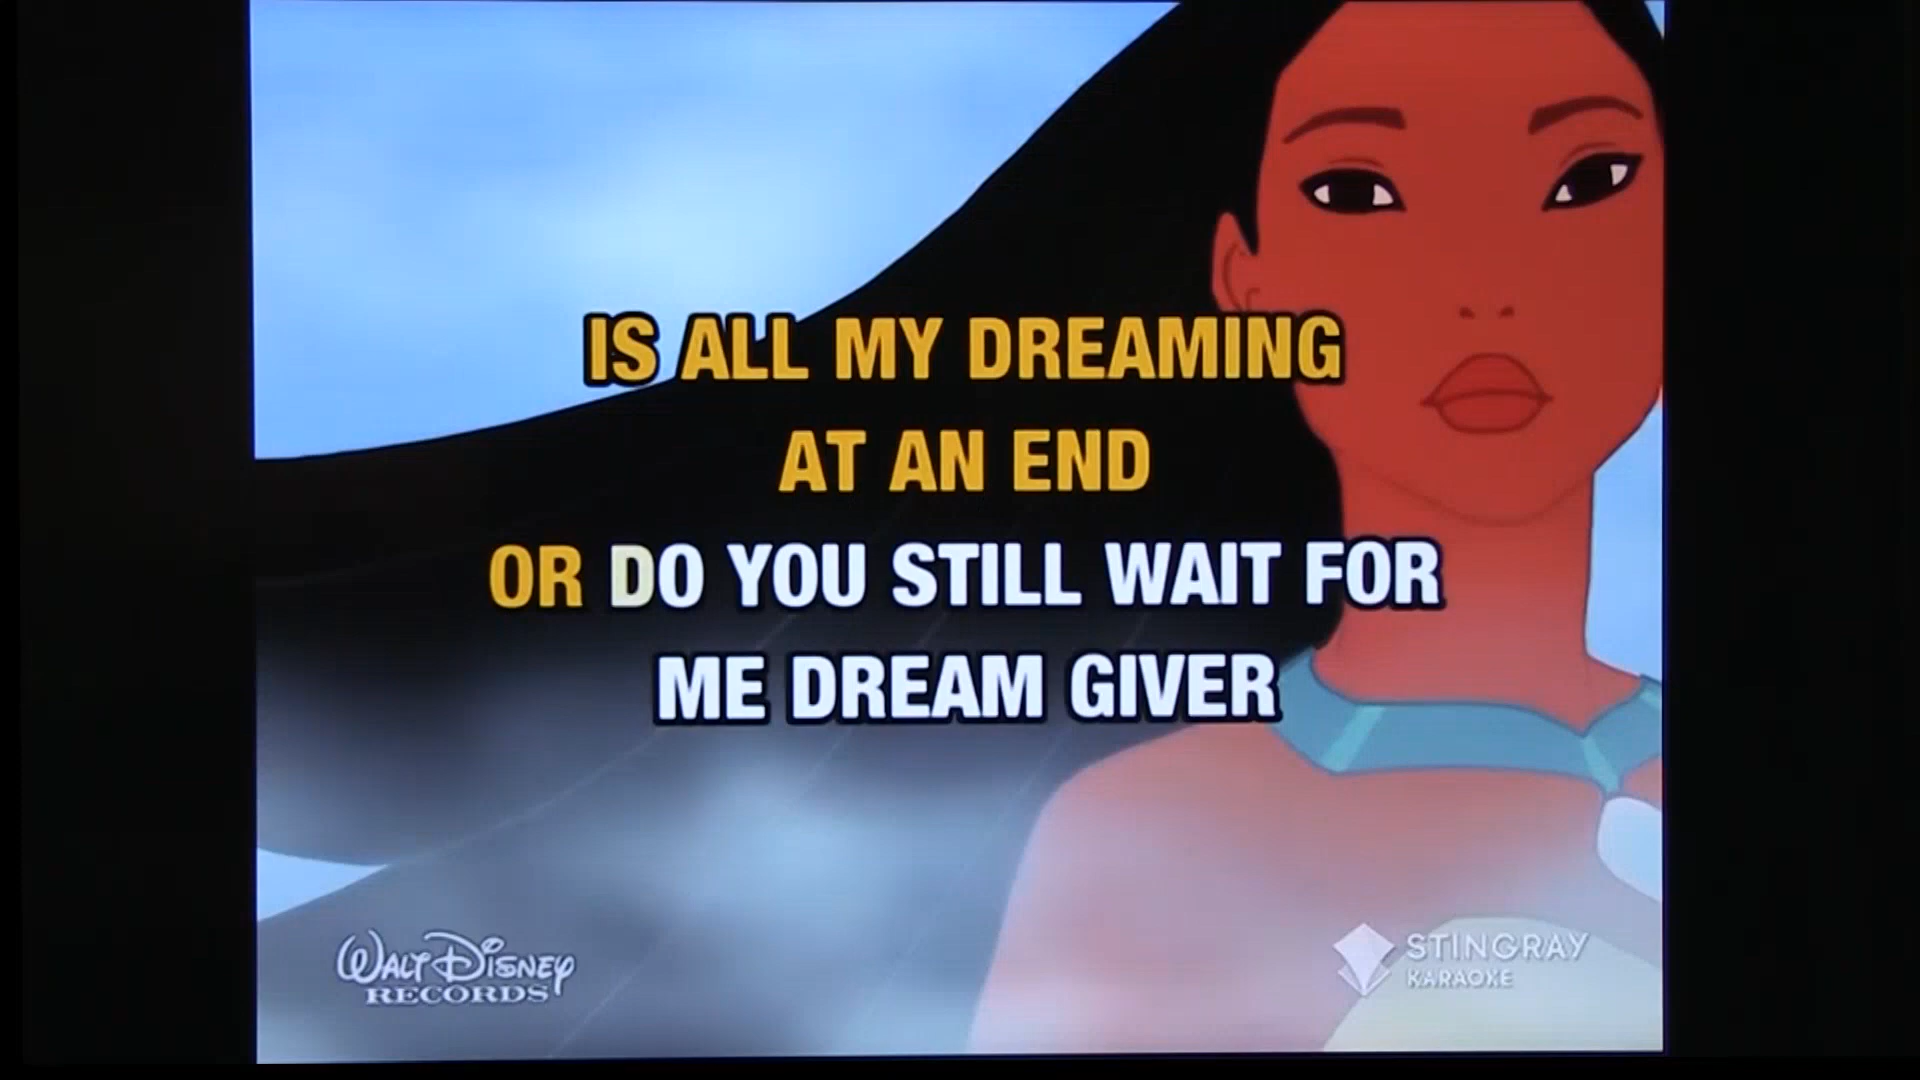 IS ALL MY DREAMING
AT AN END
OR DO YOU STILL WAIT FOR
ME DREAM GIVER
WALT DISNEY
RECORDS
STINGRAY
KARAOKE